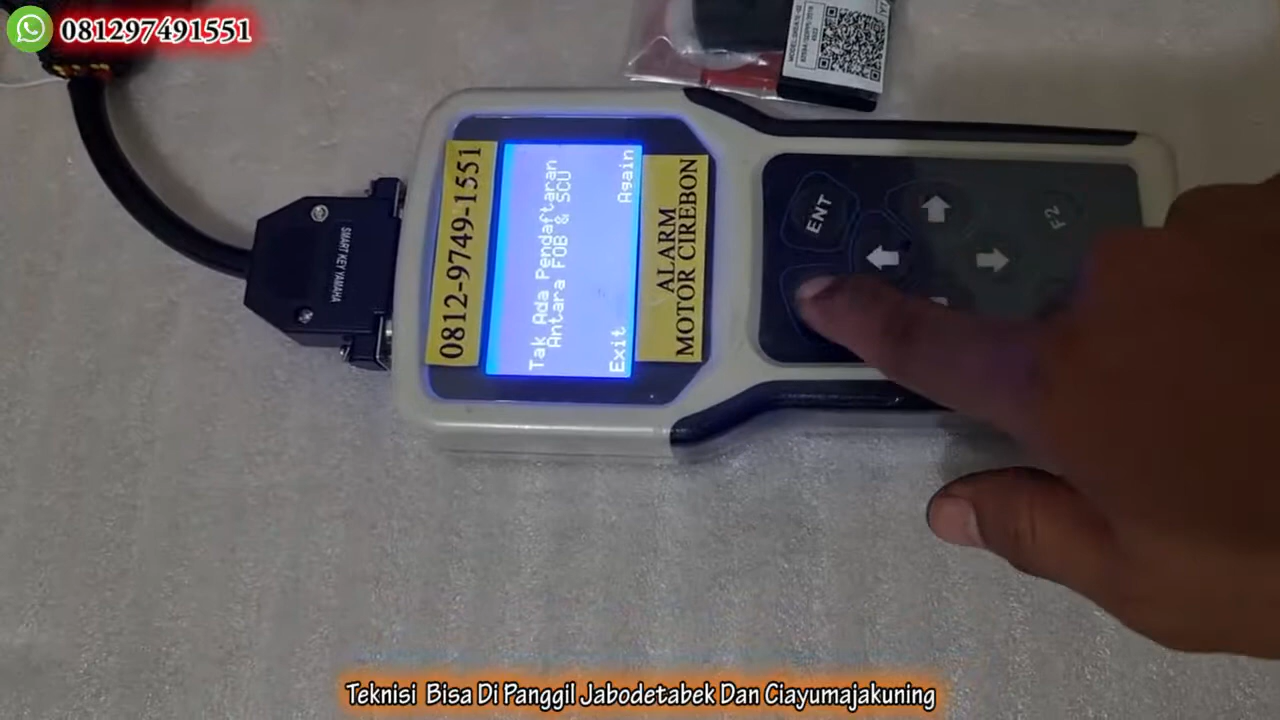 081297491551
0812-9749-1551
Tak Ada Pendaftaran
Antara FOB & SCU
Exit Again
ALARM
MOTOR CIREBON
SMART KEY YAMAHA
ENT
F2
Teknisi Bisa Di Panggil Jabodetabek Dan Ciayumajakuning